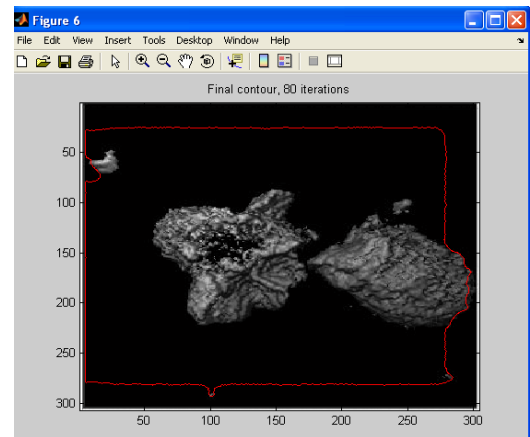 Figure 6
File Edit View Insert Tools Desktop Window Help
Final contour, 80 iterations
50
100
150
200
250
300
50 100 150 200 250 300